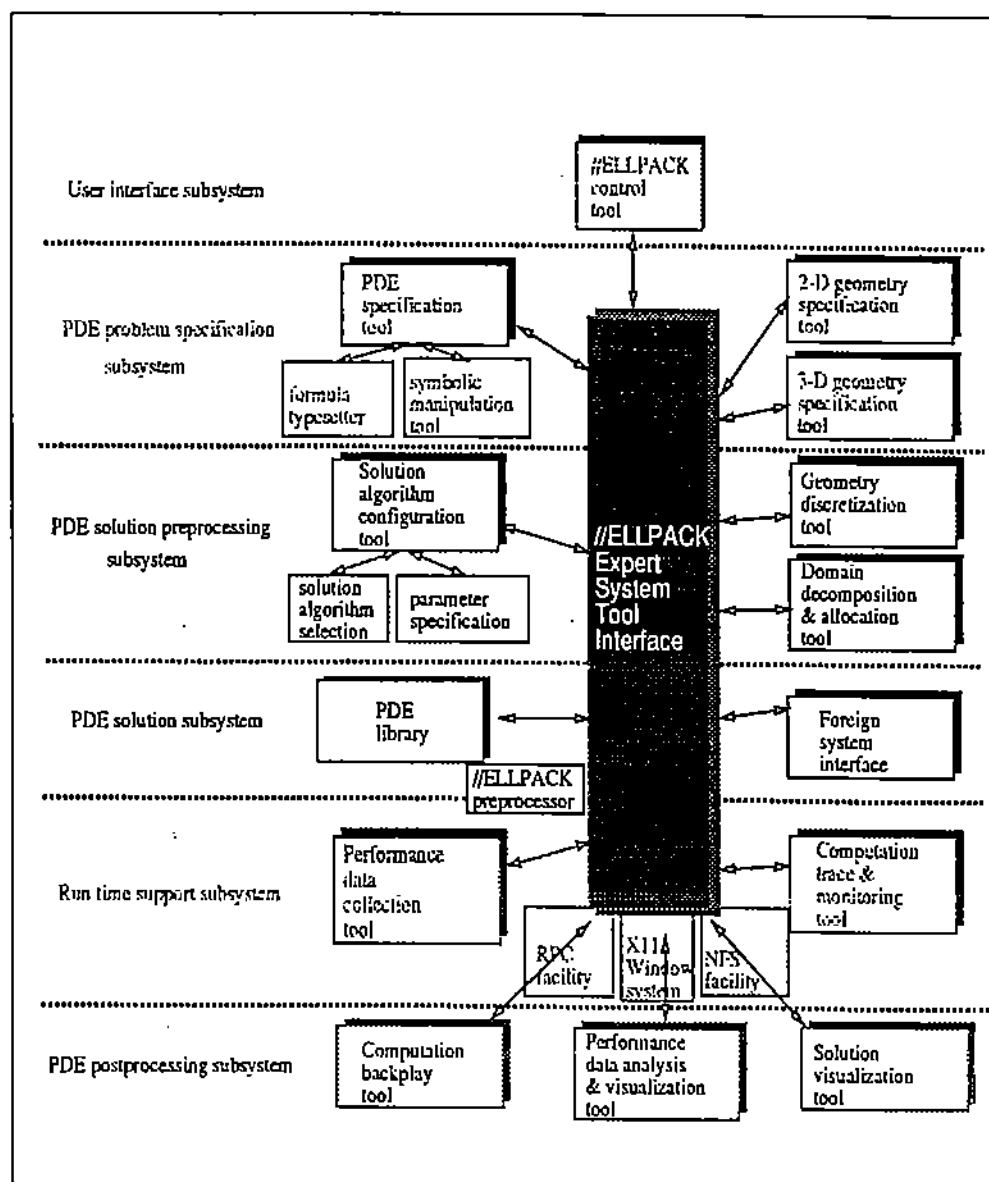 User interface subsystem
//ELLPACK
control
tool
PDE problem specification
subsystem
PDE
specification
tool
formula
typesetter
symbolic
manipulation
tool
2-D geometry
specification
tool
3-D geometry
specification
tool
PDE solution preprocessing
subsystem
Solution
algorithm
configuration
tool
solution
algorithm
selection
parameter
specification
//ELLPACK
Expert
System
Tool
Interface
Geometry
discretization
tool
Domain
decomposition
& allocation
tool
PDE solution subsystem
PDE
library
//ELLPACK
preprocessor
Foreign
system
interface
Run time support subsystem
Performance
data
collection
tool
Computation
trace &
monitoring
tool
RPC
facility
X11
Window
system
NFS
facility
PDE postprocessing subsystem
Computation
backplay
tool
Performance
data analysis
& visualization
tool
Solution
visualization
tool